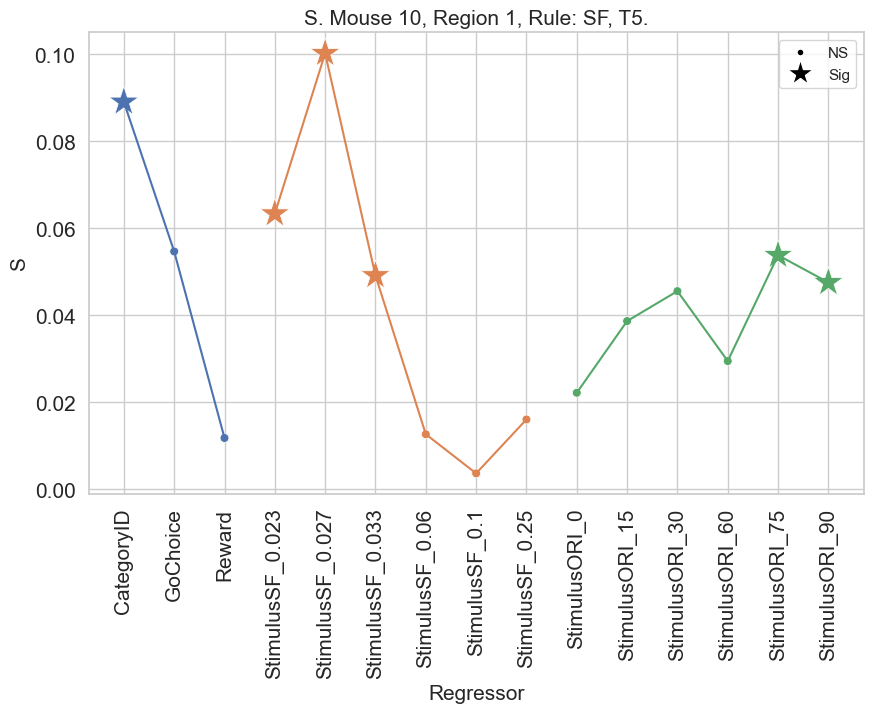 S. Mouse 10, Region 1, Rule: SF, T5.
NS
Sig
S
0.10
0.08
0.06
0.04
0.02
0.00
CategoryID
GoChoice
Reward
StimulusSF_0.023
StimulusSF_0.027
StimulusSF_0.033
StimulusSF_0.06
StimulusSF_0.1
StimulusSF_0.25
StimulusORI_0
StimulusORI_15
StimulusORI_30
StimulusORI_60
StimulusORI_75
StimulusORI_90
Regressor